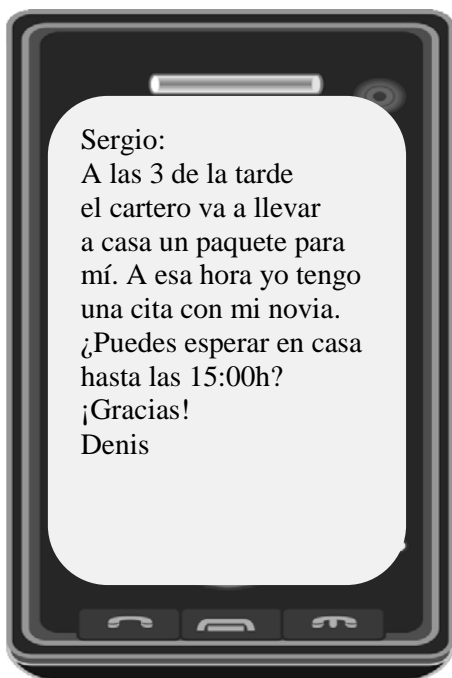 Sergio:
A las 3 de la tarde
el cartero va a llevar
a casa un paquete para
mí. A esa hora yo tengo
una cita con mi novia.
¿Puedes esperar en casa
hasta las 15:00h?
¡Gracias!
Denis